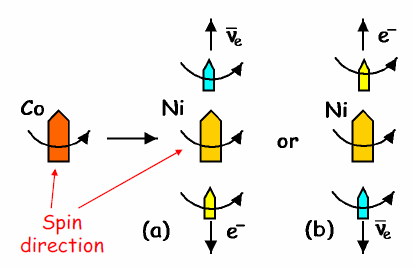 ν̅e
e⁻
Co
Ni
Ni
or
Spin
direction
(a)
e⁻
(b)
ν̅e